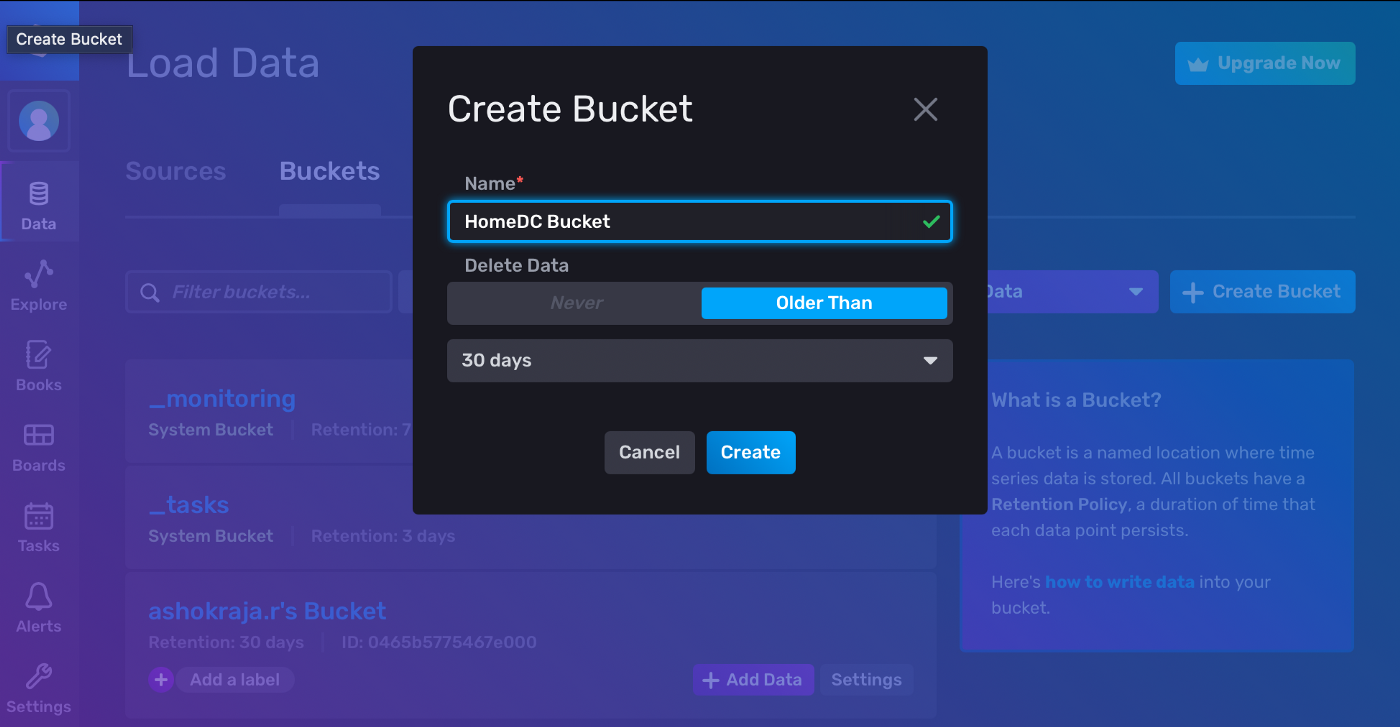 Create Bucket
Load Data
Upgrade Now
Data
Explore
Books
Boards
Tasks
Alerts
Settings
Sources
Buckets
Filter buckets...
Data
Create Bucket
_monitoring
System Bucket
Retention: 7
_tasks
System Bucket
Retention: 3 days
ashokraja.r's Bucket
Retention: 30 days
ID: 0465b5775467e000
Add a label
Add Data
Settings
What is a Bucket?
A bucket is a named location where time
series data is stored. All buckets have a
Retention Policy, a duration of time that
each data point persists.
Here's how to write data into your
bucket.
Create Bucket
Name*
HomeDC Bucket
Delete Data
Never
Older Than
30 days
Cancel
Create